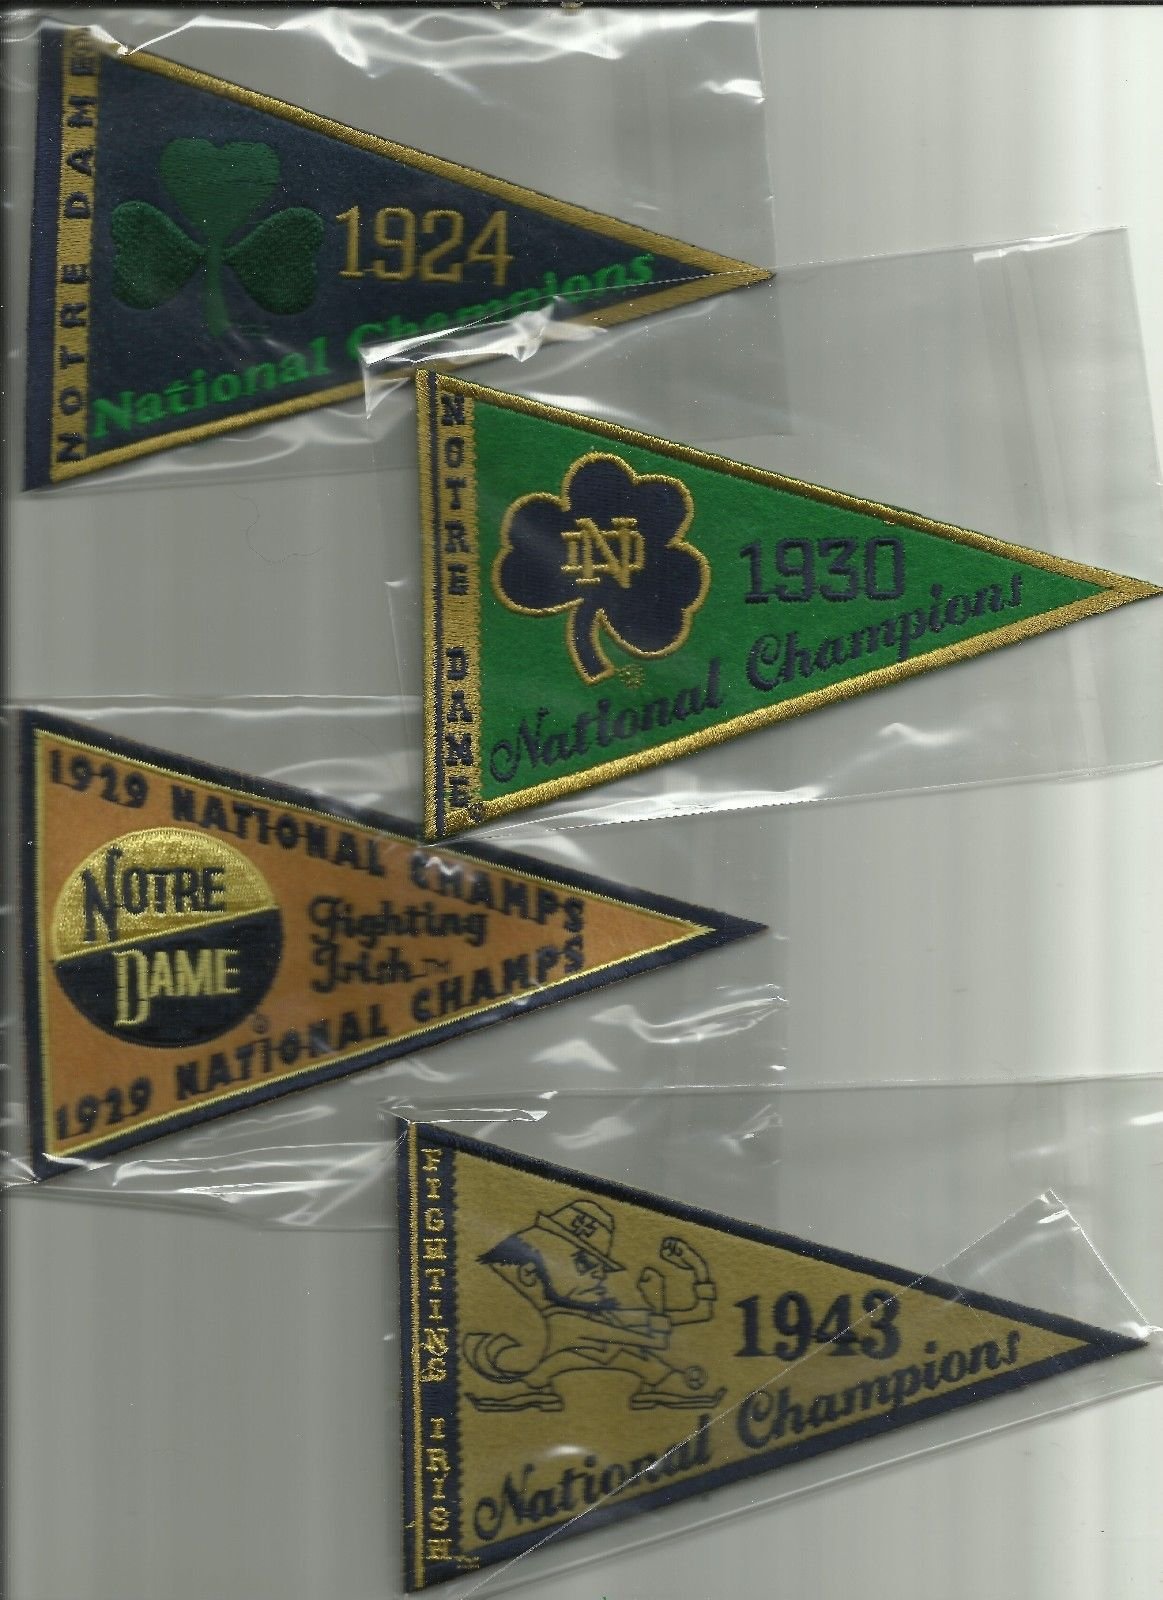 NOTRE DAME
1924
National Champions
NOTRE DAME
ND
1930
National Champions
1929 NATIONAL CHAMPS
NOTRE
DAME
Fighting
Irish™
1929 NATIONAL CHAMPS
FIGHTING IRISH
1943
National Champions